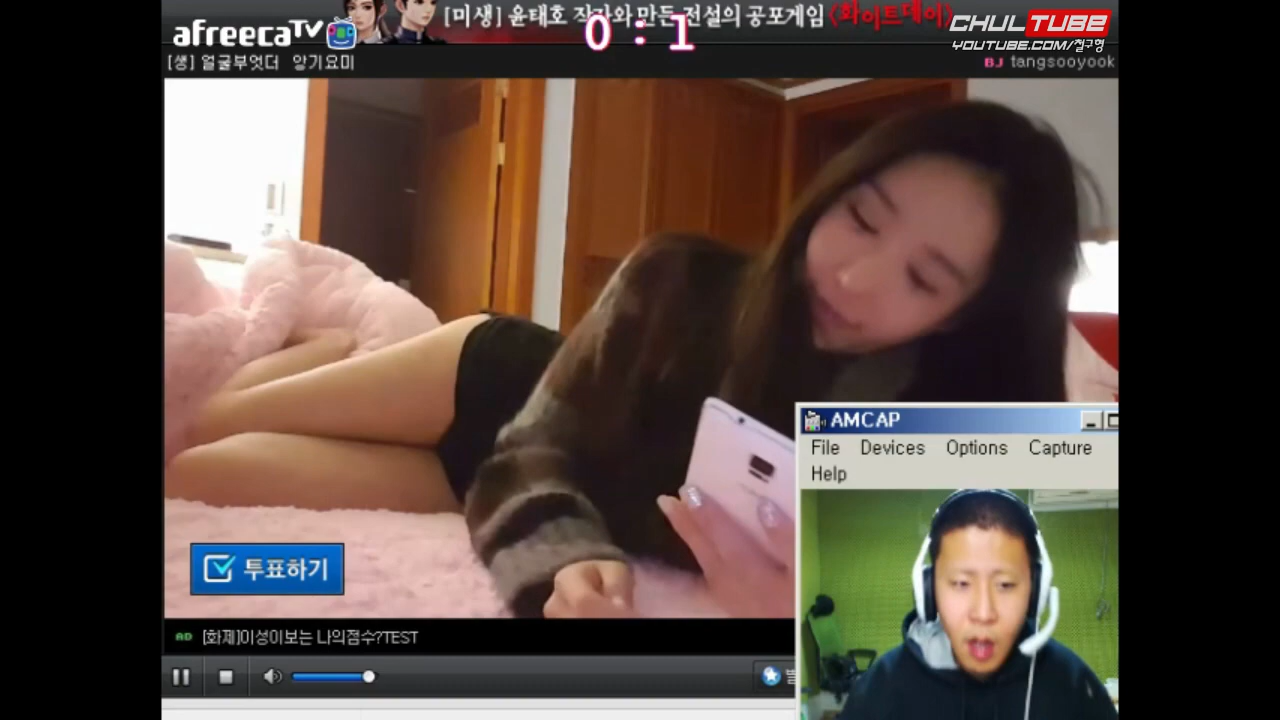 afreecaTV
[미생] 윤태호 작가와 만든 전설의 공포게임 <화이트데이>
0 : 1
CHUL TUBE
YOUTUBE.COM/철구형
[생] 얼굴부엇더 앙기요미
BJ tangsooyook
AMCAP
File Devices Options Capture
Help
투표하기
AD [화제]이성이보는 나의점수?TEST
별